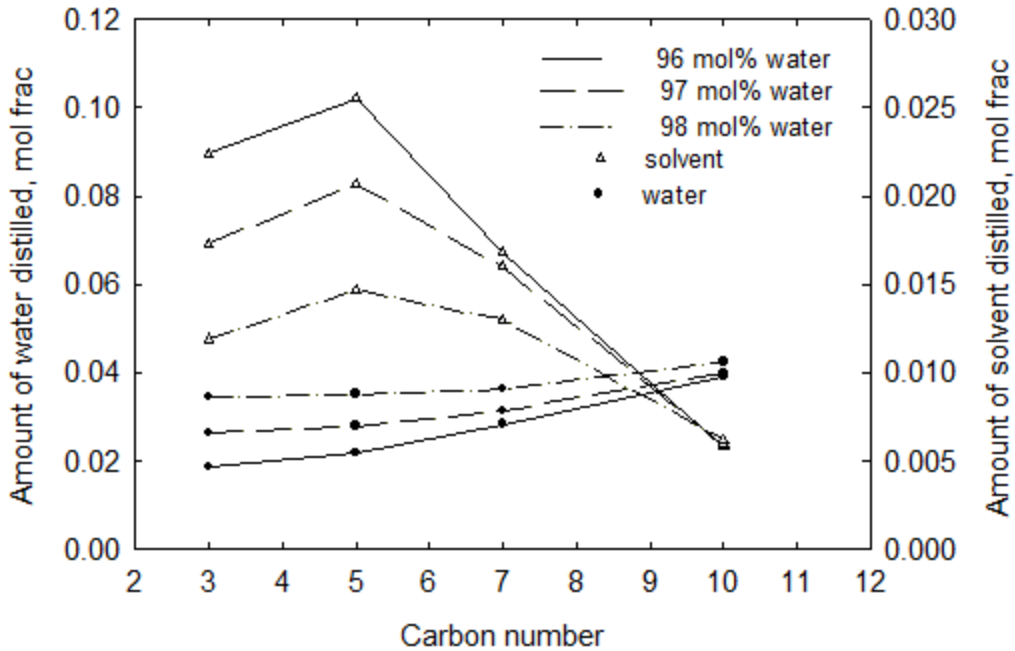 0.12
0.10
0.08
0.06
0.04
0.02
0.00
Amount of water distilled, mol frac
96 mol% water
97 mol% water
98 mol% water
solvent
water
0.030
0.025
0.020
0.015
0.010
0.005
0.000
Amount of solvent distilled, mol frac
2 3 4 5 6 7 8 9 10 11 12
Carbon number